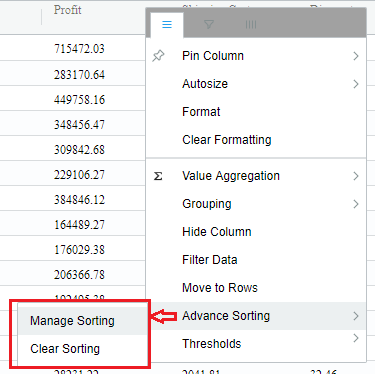 Profit
715472.03
283170.64
449758.16
348456.47
309842.68
229106.27
384846.12
164489.27
176029.38
206366.78
Pin Column
Autosize
Format
Clear Formatting
Σ Value Aggregation
Grouping
Hide Column
Filter Data
Move to Rows
Advance Sorting
Thresholds
Manage Sorting
Clear Sorting